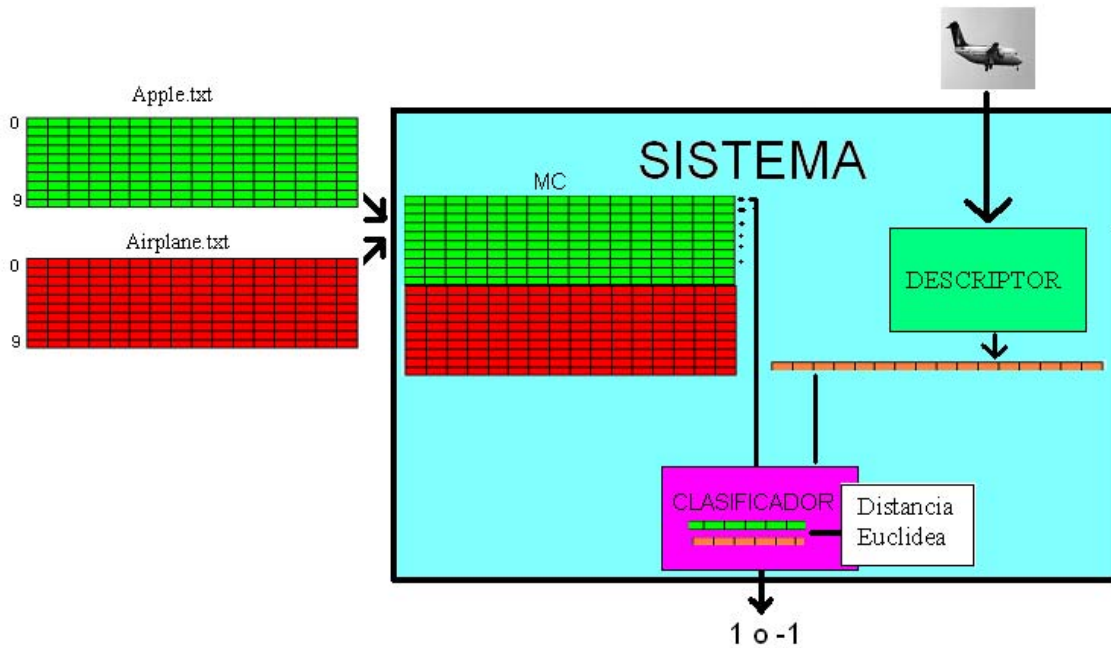 Apple.txt
0
9
Airplane.txt
0
9
SISTEMA
MC
DESCRIPTOR
CLASIFICADOR
Distancia
Euclidea
1 o -1